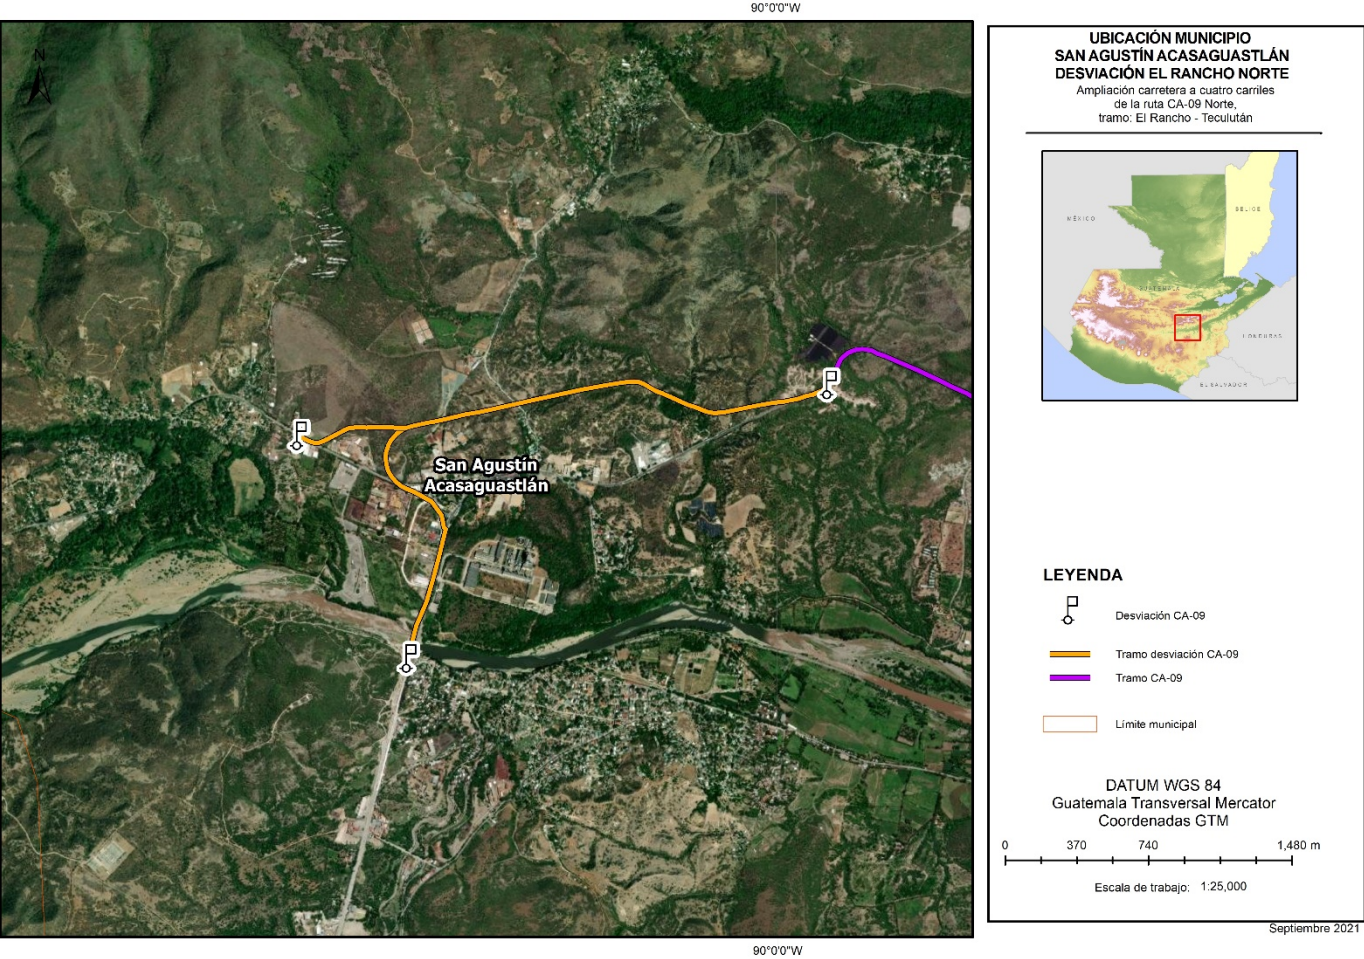 90°0'0"W
N
San Agustín
Acasaguastlán
90°0'0"W
UBICACIÓN MUNICIPIO
SAN AGUSTÍN ACASAGUASTLÁN
DESVIACIÓN EL RANCHO NORTE
Ampliación carretera a cuatro carriles
de la ruta CA-09 Norte,
tramo: El Rancho - Teculután
MÉXICO
BELICE
GUATEMALA
HONDURAS
EL SALVADOR
LEYENDA
Desviación CA-09
Tramo desviación CA-09
Tramo CA-09
Límite municipal
DATUM WGS 84
Guatemala Transversal Mercator
Coordenadas GTM
0 370 740 1,480 m
Escala de trabajo: 1:25,000
Septiembre 2021